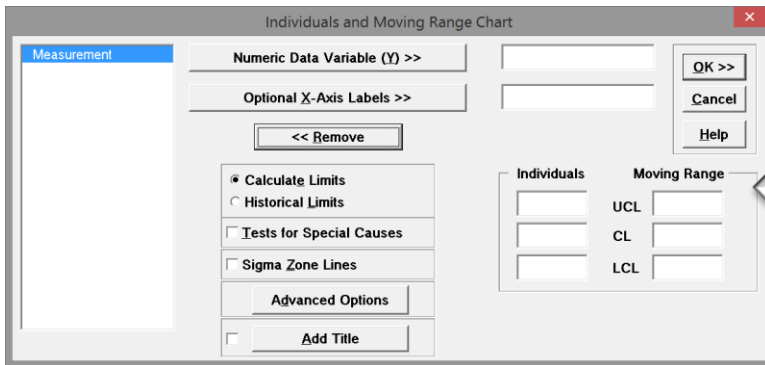 Individuals and Moving Range Chart
Measurement
Numeric Data Variable (Y) >>
OK >>
Optional X-Axis Labels >>
Cancel
<< Remove
Help
Calculate Limits
Historical Limits
Individuals Moving Range
UCL
Tests for Special Causes
CL
Sigma Zone Lines
LCL
Advanced Options
Add Title